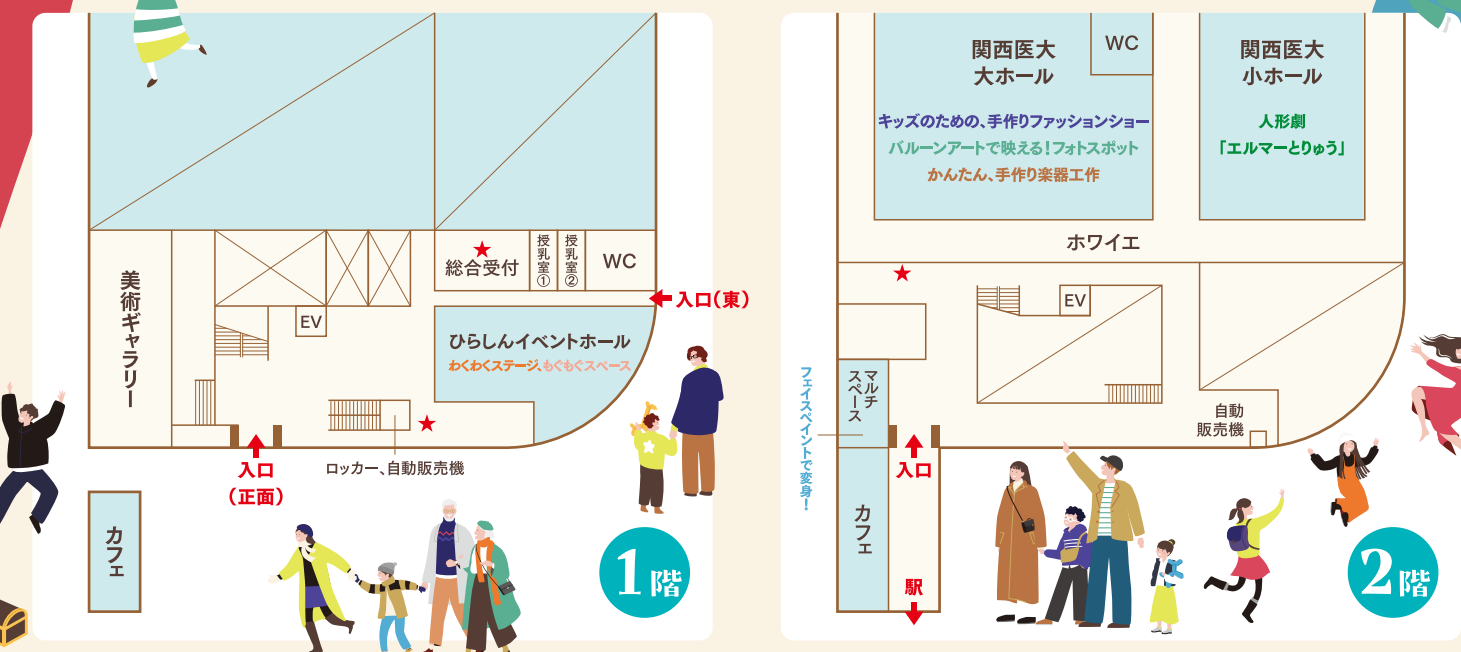 美術ギャラリー
EV
総合受付
授乳室①
授乳室②
WC
入口(東)
ひらしんイベントホール
わくわくステージ、もぐもぐスペース
ロッカー、自動販売機
入口
(正面)
カフェ
1階
関西医大
大ホール
WC
キッズのための、手作りファッションショー
バルーンアートで映える!フォトスポット
かんたん、手作り楽器工作
関西医大
小ホール
人形劇
「エルマーとりゅう」
ホワイエ
EV
マルチ
スペース
フェイスペイントで変身!
自動
販売機
入口
カフェ
駅
2階